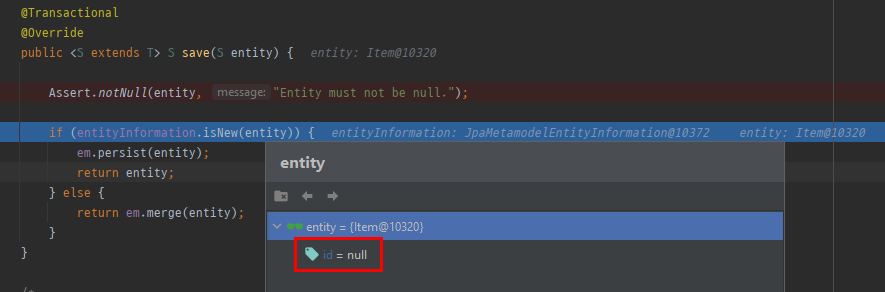 @Transactional
@Override
public <S extends T> S save(S entity) { entity: Item@10320
Assert.notNull(entity, message: "Entity must not be null.");
if (entityInformation.isNew(entity)) { entityInformation: JpaMetamodelEntityInformation@10372 entity: Item@10320
em.persist(entity);
return entity;
} else {
return em.merge(entity);
}
}
entity
entity = {Item@10320}
id = null